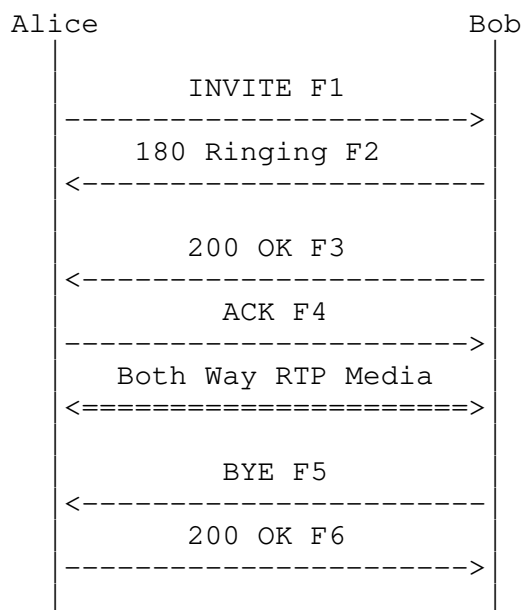 Alice Bob
INVITE F1
180 Ringing F2
200 OK F3
ACK F4
Both Way RTP Media
BYE F5
200 OK F6